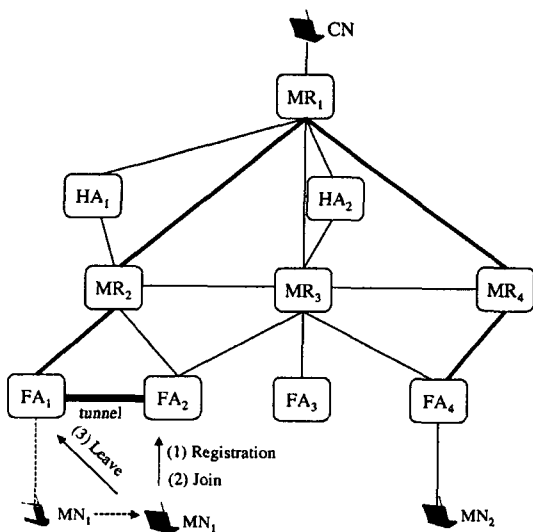 CN
MR₁
HA₁
HA₂
MR₂
MR₃
MR₄
FA₁
tunnel
FA₂
FA₃
FA₄
(3) Leave
(1) Registration
(2) Join
MN₁
MN₁
MN₂